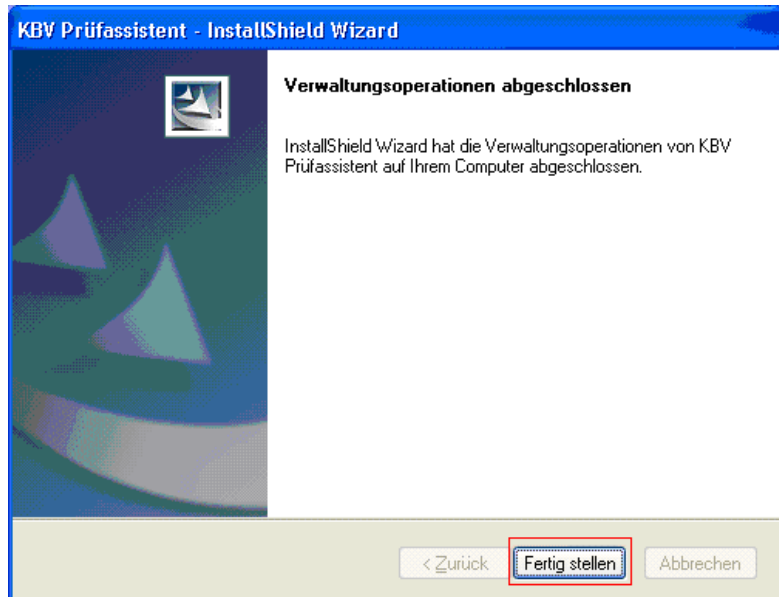 KBV Prüfassistent - InstallShield Wizard
Verwaltungsoperationen abgeschlossen
InstallShield Wizard hat die Verwaltungsoperationen von KBV
Prüfassistent auf Ihrem Computer abgeschlossen.
< Zurück Fertig stellen Abbrechen